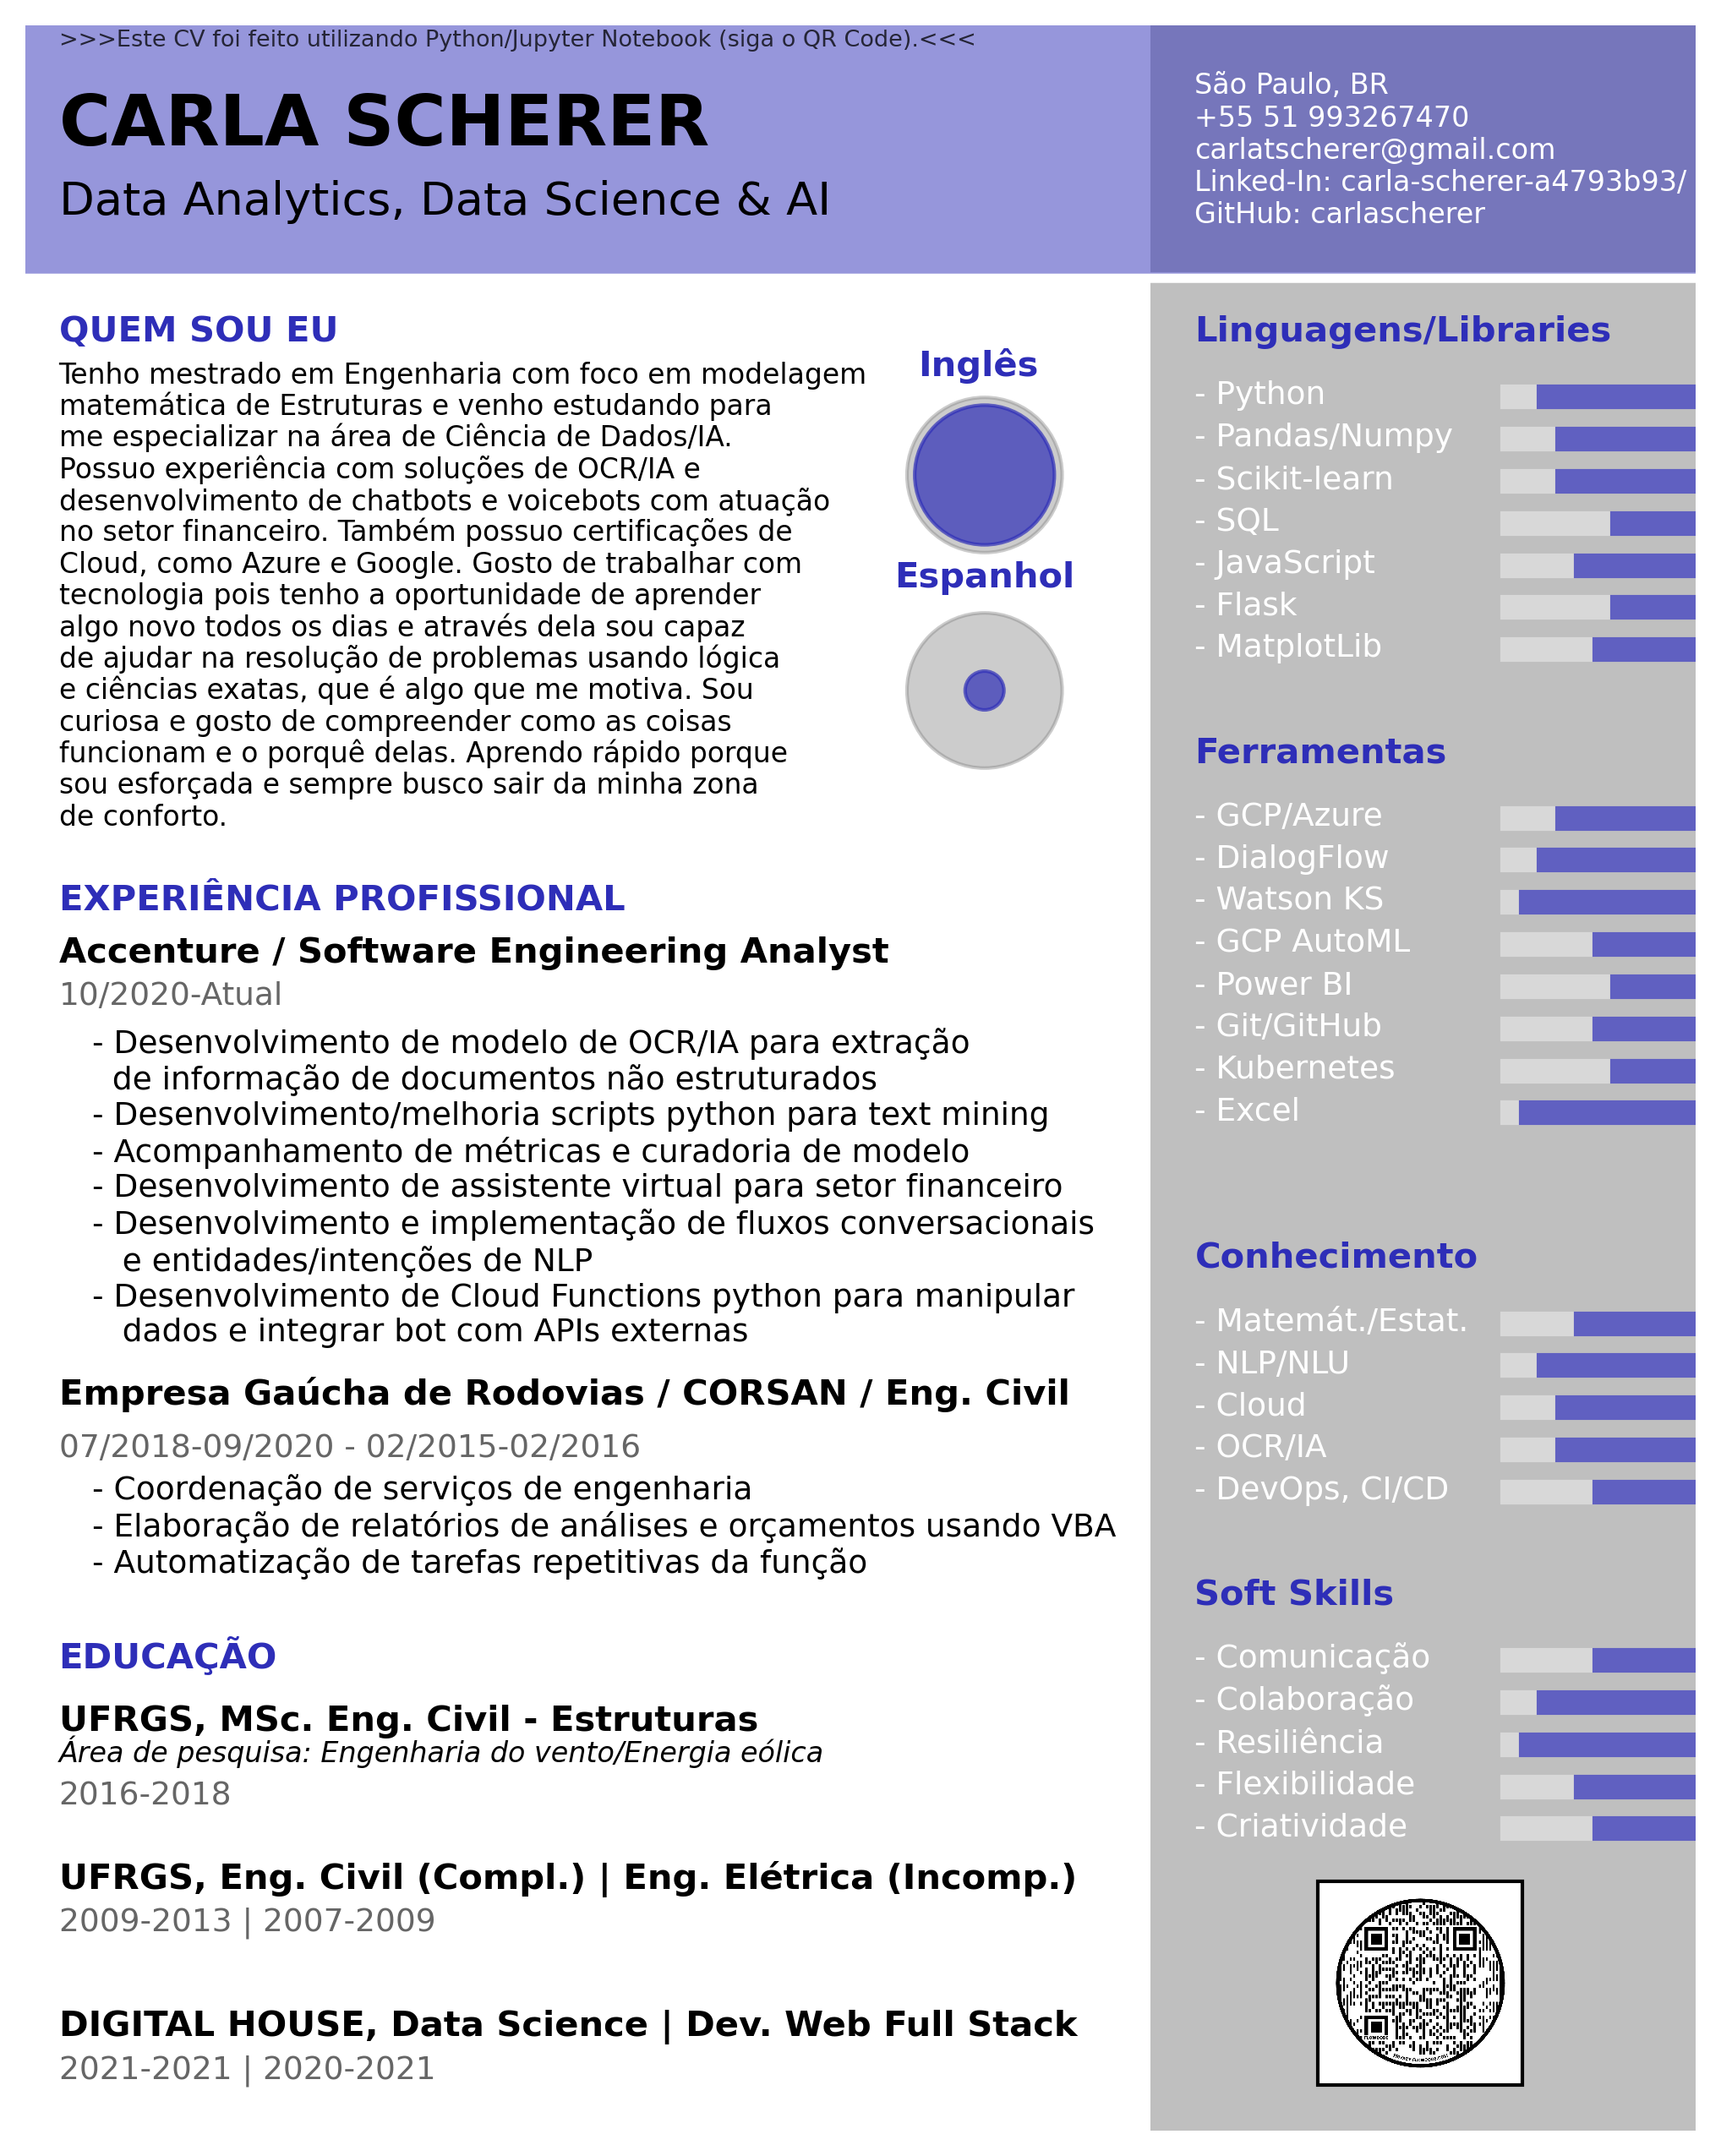 >>>Este CV foi feito utilizando Python/Jupyter Notebook (siga o QR Code).<<<
CARLA SCHERER
Data Analytics, Data Science & AI
São Paulo, BR
+55 51 993267470
carlatscherer@gmail.com
Linked-In: carla-scherer-a4793b93/
GitHub: carlascherer
QUEM SOU EU
Tenho mestrado em Engenharia com foco em modelagem
matemática de Estruturas e venho estudando para
me especializar na área de Ciência de Dados/IA.
Possuo experiência com soluções de OCR/IA e
desenvolvimento de chatbots e voicebots com atuação
no setor financeiro. Também possuo certificações de
Cloud, como Azure e Google. Gosto de trabalhar com
tecnologia pois tenho a oportunidade de aprender
algo novo todos os dias e através dela sou capaz
de ajudar na resolução de problemas usando lógica
e ciências exatas, que é algo que me motiva. Sou
curiosa e gosto de compreender como as coisas
funcionam e o porquê delas. Aprendo rápido porque
sou esforçada e sempre busco sair da minha zona
de conforto.
Inglês
Espanhol
EXPERIÊNCIA PROFISSIONAL
Accenture / Software Engineering Analyst
10/2020-Atual
- Desenvolvimento de modelo de OCR/IA para extração
de informação de documentos não estruturados
- Desenvolvimento/melhoria scripts python para text mining
- Acompanhamento de métricas e curadoria de modelo
- Desenvolvimento de assistente virtual para setor financeiro
- Desenvolvimento e implementação de fluxos conversacionais
e entidades/intenções de NLP
- Desenvolvimento de Cloud Functions python para manipular
dados e integrar bot com APIs externas
Empresa Gaúcha de Rodovias / CORSAN / Eng. Civil
07/2018-09/2020 - 02/2015-02/2016
- Coordenação de serviços de engenharia
- Elaboração de relatórios de análises e orçamentos usando VBA
- Automatização de tarefas repetitivas da função
EDUCAÇÃO
UFRGS, MSc. Eng. Civil - Estruturas
Área de pesquisa: Engenharia do vento/Energia eólica
2016-2018
UFRGS, Eng. Civil (Compl.) | Eng. Elétrica (Incomp.)
2009-2013 | 2007-2009
DIGITAL HOUSE, Data Science | Dev. Web Full Stack
2021-2021 | 2020-2021
Linguagens/Libraries
- Python
- Pandas/Numpy
- Scikit-learn
- SQL
- JavaScript
- Flask
- MatplotLib
Ferramentas
- GCP/Azure
- DialogFlow
- Watson KS
- GCP AutoML
- Power BI
- Git/GitHub
- Kubernetes
- Excel
Conhecimento
- Matemát./Estat.
- NLP/NLU
- Cloud
- OCR/IA
- DevOps, CI/CD
Soft Skills
- Comunicação
- Colaboração
- Resiliência
- Flexibilidade
- Criatividade